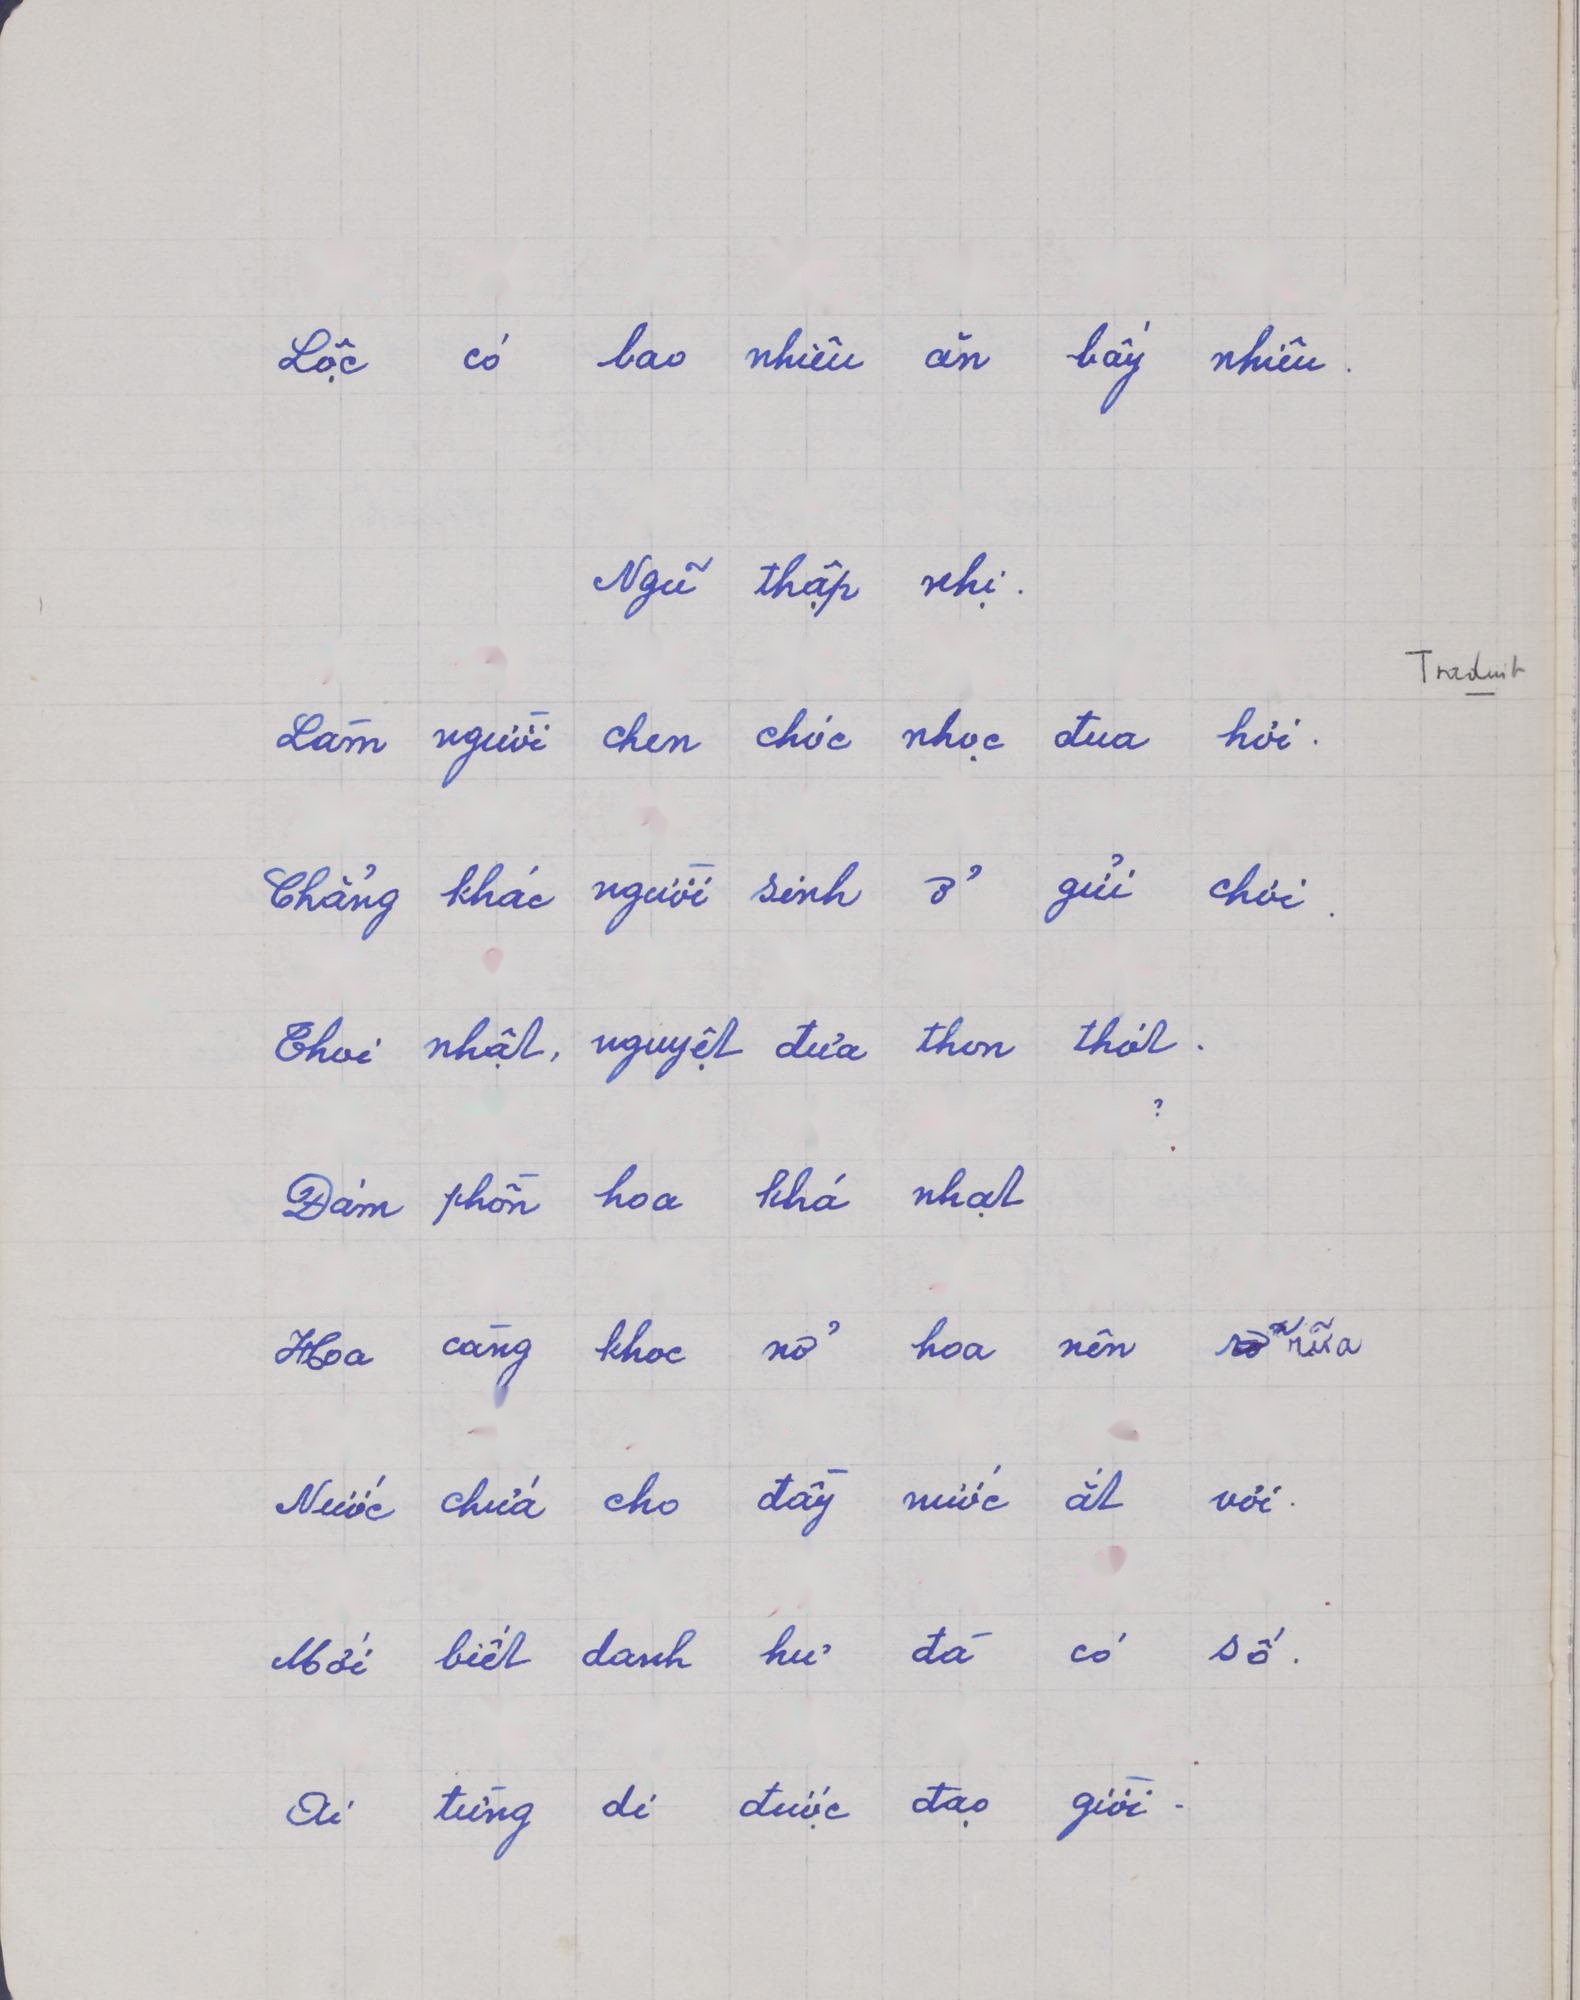 Lộc có bao nhiêu ăn bấy nhiêu.
Ngũ thập nhị.
Traduit
Làm người chen chóc nhọc đua hơi.
Chẳng khác người sinh ở gửi chơi.
Thoi nhật, nguyệt đưa thon thót.
?
Đám phồn hoa khá nhạt
Hoa càng khoe nở hoa nên rữa
Nước chứa cho đầy nước ắt vơi.
Mới biết danh hư đà có số.
Ai từng di được đạo giời.